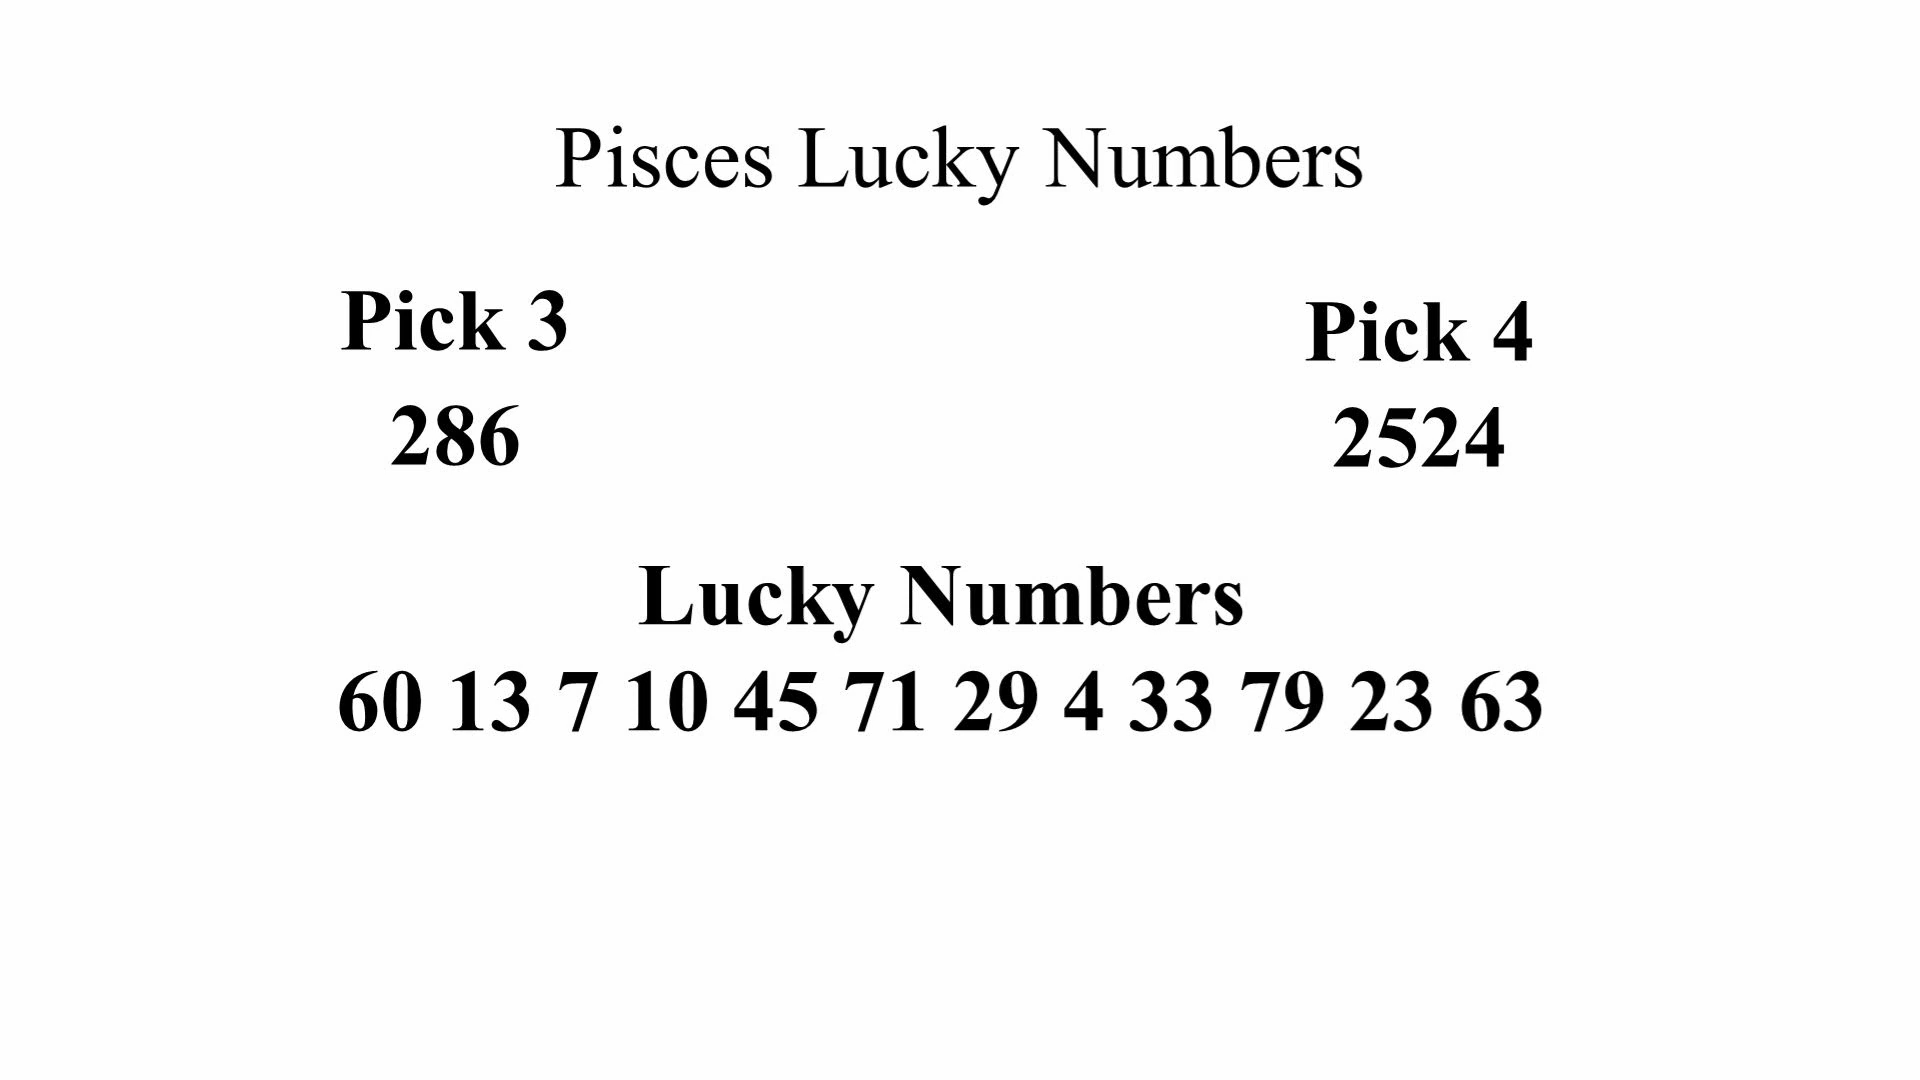 Pisces Lucky Numbers
Pick 3
286
Pick 4
2524
Lucky Numbers
60 13 7 10 45 71 29 4 33 79 23 63